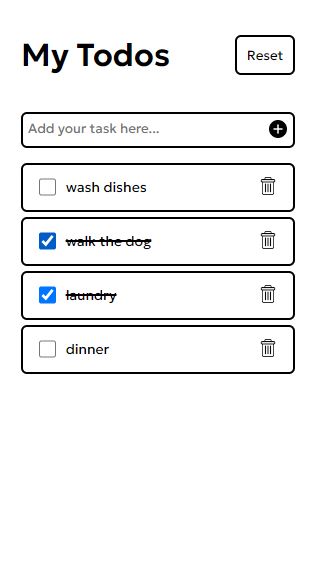 My Todos
Reset
Add your task here...
wash dishes
walk the dog
laundry
dinner